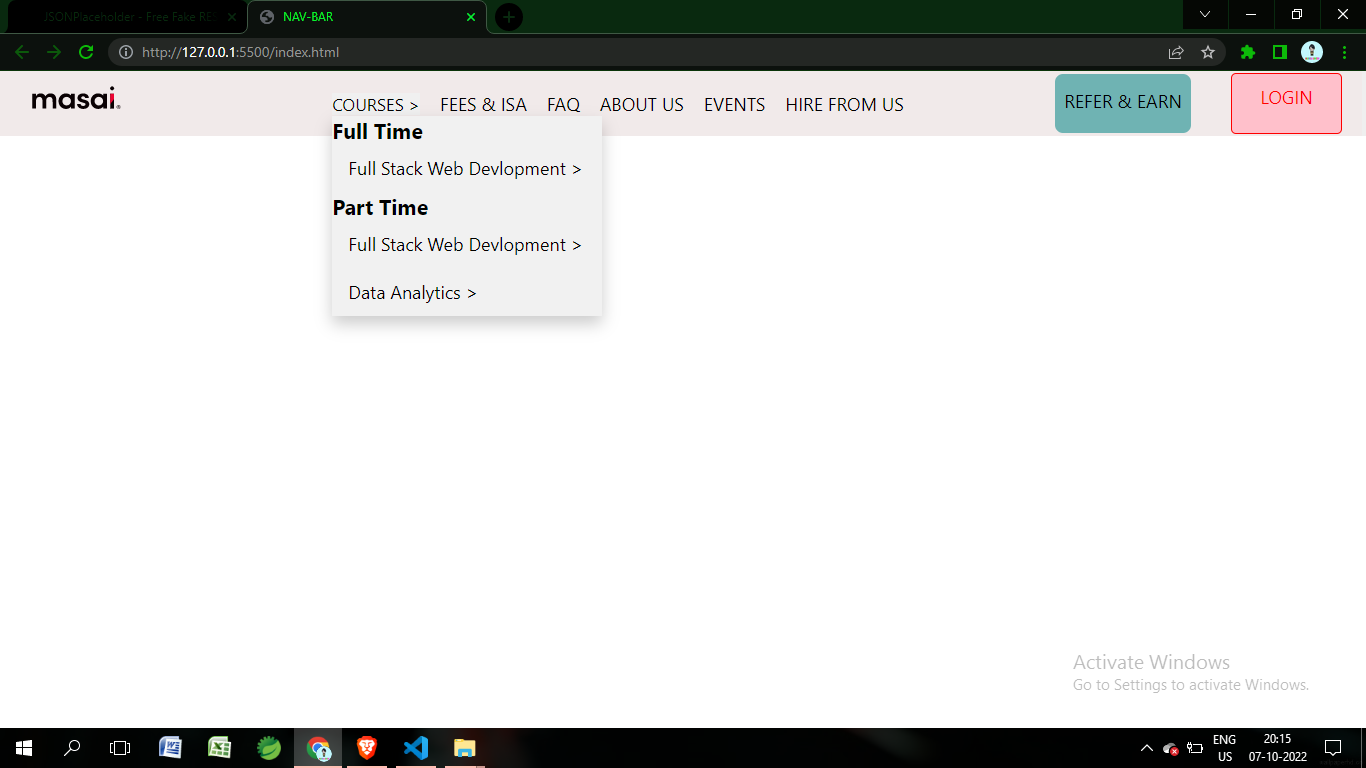 JSONPlaceholder - Free Fake RES
NAV-BAR
http://127.0.0.1:5500/index.html
masai.
COURSES > FEES & ISA FAQ ABOUT US EVENTS HIRE FROM US REFER & EARN LOGIN
Full Time
Full Stack Web Devlopment >
Part Time
Full Stack Web Devlopment >
Data Analytics >
Activate Windows
Go to Settings to activate Windows.
ENG 20:15
US 07-10-2022